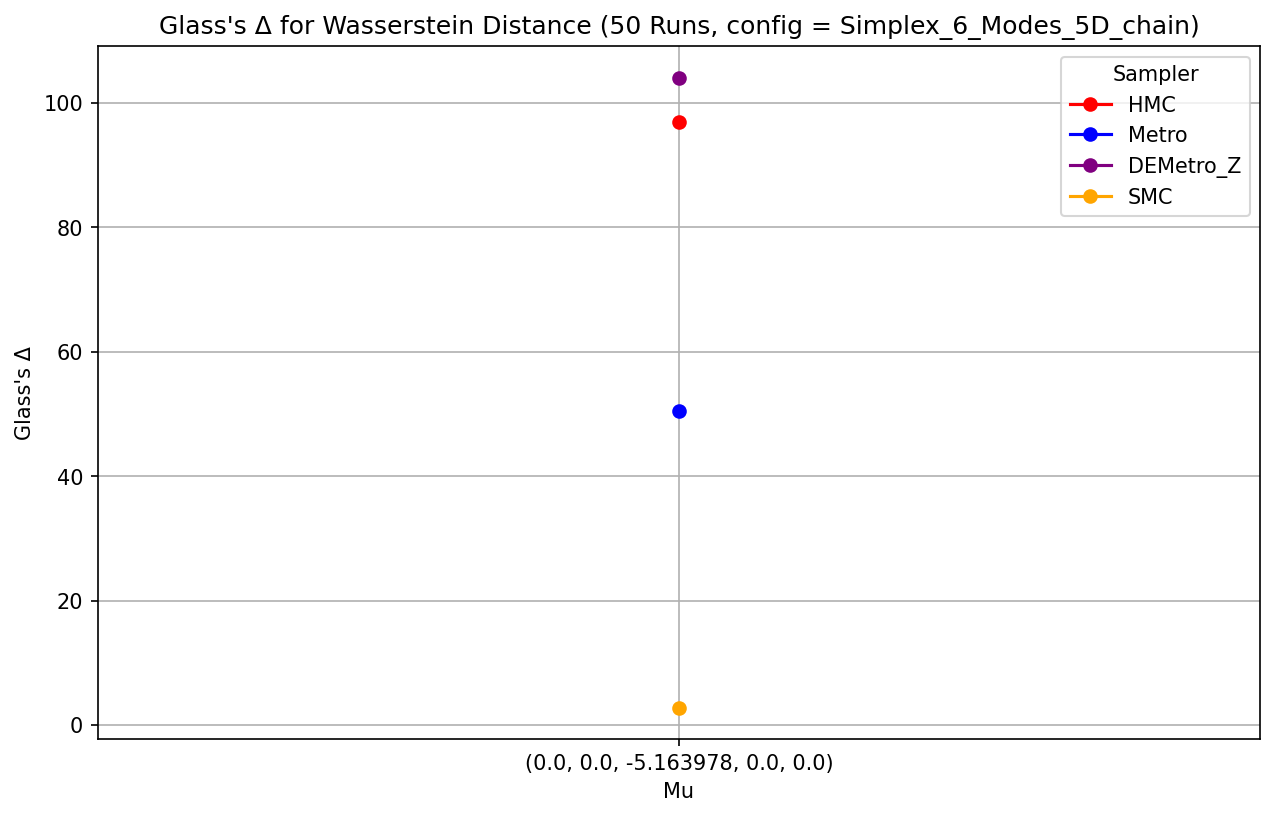 Glass's Δ for Wasserstein Distance (50 Runs, config = Simplex_6_Modes_5D_chain)
Sampler
HMC
Metro
DEMetro_Z
SMC
Glass's Δ
100
80
60
40
20
0
(0.0, 0.0, -5.163978, 0.0, 0.0)
Mu